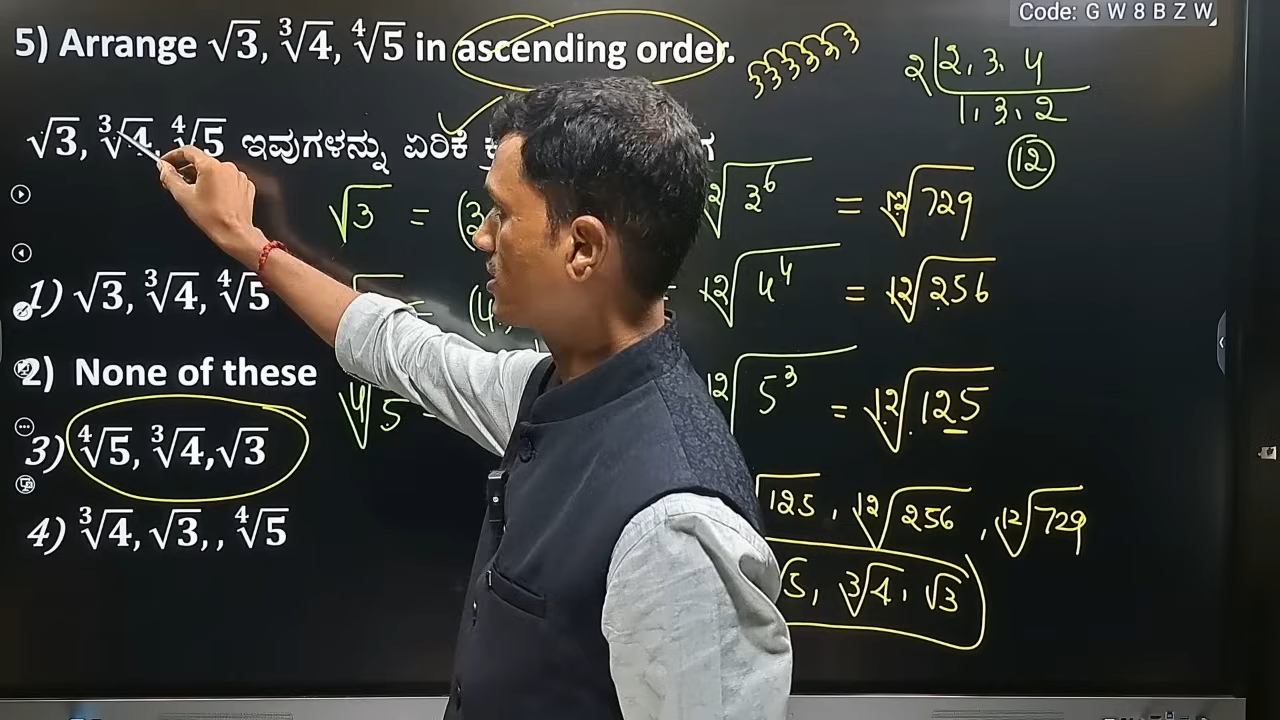 Code: G W 8 B Z W
5) Arrange √3, ∛4, ∜5 in ascending order.
2 | 2, 3, 4
1, 3, 2
12
√3, ∛4, ∜5 ಇವುಗಳನ್ನು ಏರಿಕೆ
√3 = (3 ¹²√3⁶ = ¹²√729
= (4 = ¹²√4⁴ = ¹²√256
∜5 = ¹²√5³ = ¹²√125
1) √3, ∛4, ∜5
2) None of these
3) ∜5, ∛4,√3
4) ∛4, √3,, ∜5
√125, ¹²√256, ¹²√729
5, ∛4, √3